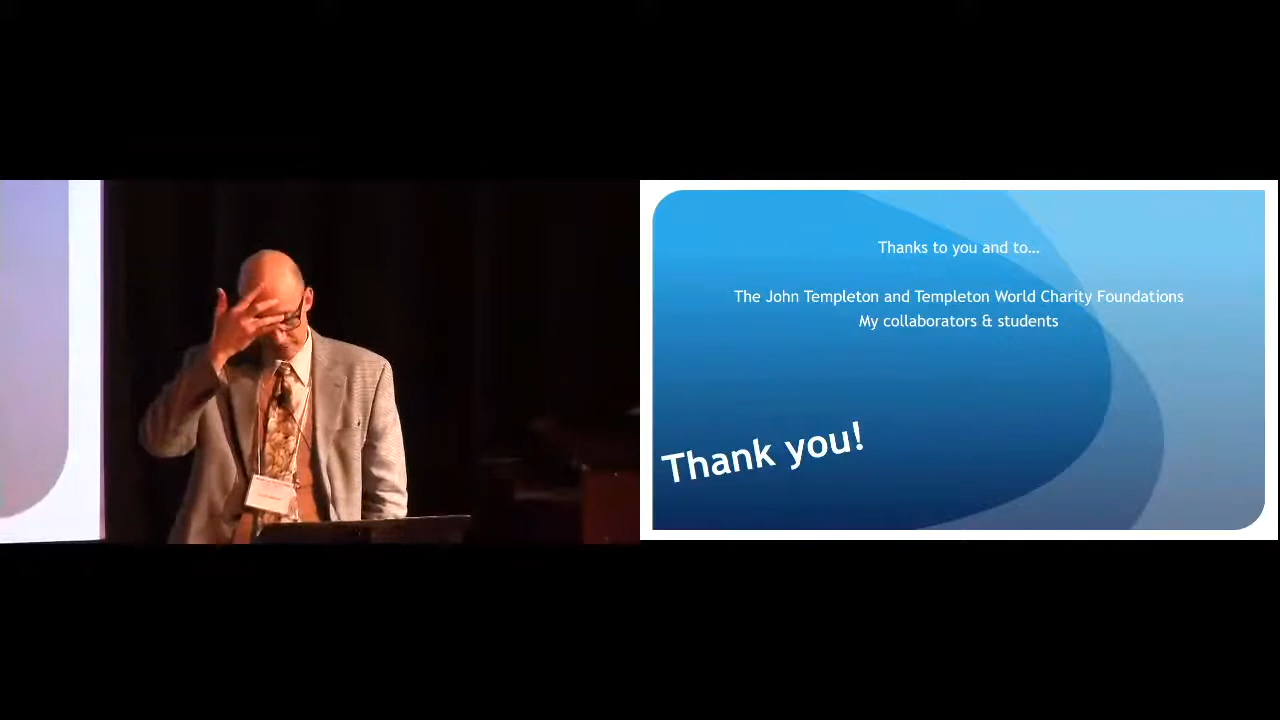 Thanks to you and to…
The John Templeton and Templeton World Charity Foundations
My collaborators & students
Thank you!